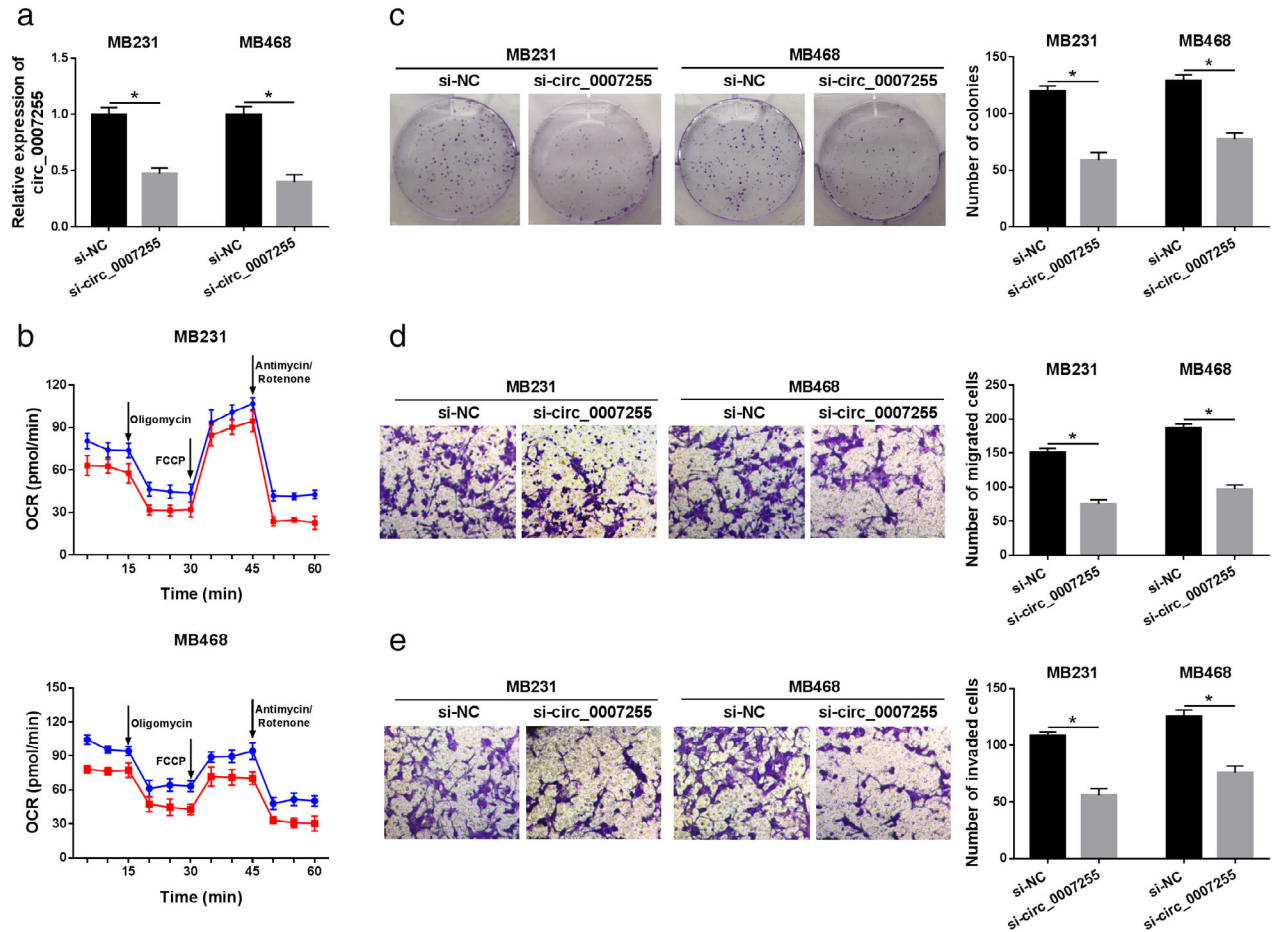 a
MB231 MB468
Relative expression of
circ_0007255
1.5
1.0
0.5
0.0
si-NC
si-circ_0007255
si-NC
si-circ_0007255
b
MB231
OCR (pmol/min)
120
90
60
30
0
Oligomycin
FCCP
Antimycin/
Rotenone
15 30 45 60
Time (min)
MB468
OCR (pmol/min)
150
120
90
60
30
0
Oligomycin
FCCP
Antimycin/
Rotenone
15 30 45 60
Time (min)
c
MB231 MB468
si-NC si-circ_0007255 si-NC si-circ_0007255
MB231 MB468
Number of colonies
150
100
50
0
si-NC
si-circ_0007255
si-NC
si-circ_0007255
d
MB231 MB468
si-NC si-circ_0007255 si-NC si-circ_0007255
MB231 MB468
Number of migrated cells
250
200
150
100
50
0
si-NC
si-circ_0007255
si-NC
si-circ_0007255
e
MB231 MB468
si-NC si-circ_0007255 si-NC si-circ_0007255
MB231 MB468
Number of invaded cells
150
100
50
0
si-NC
si-circ_0007255
si-NC
si-circ_0007255
* * * * * * * *